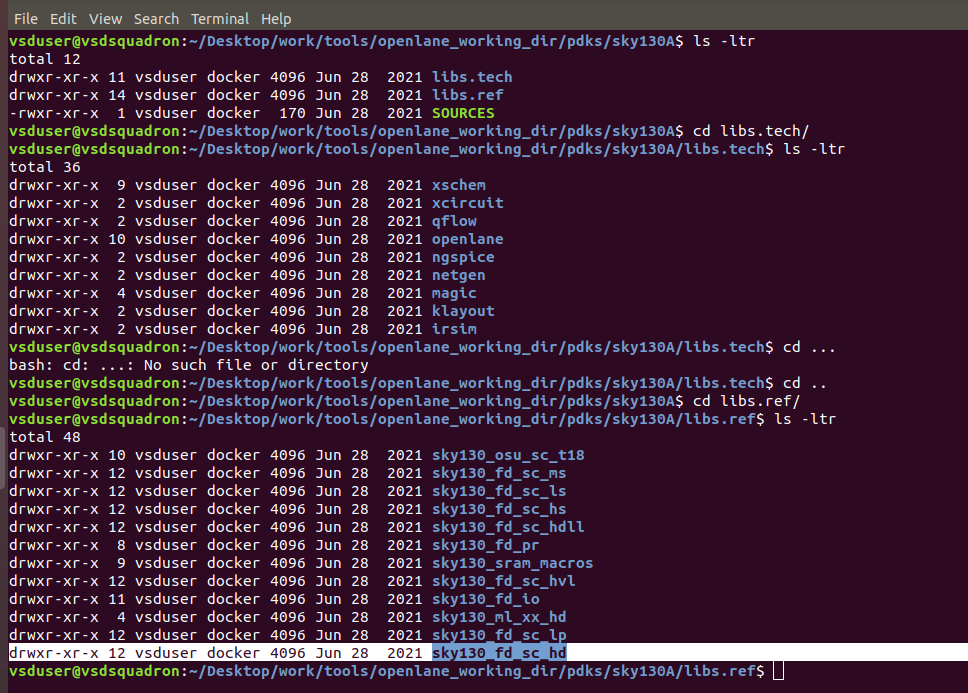 File Edit View Search Terminal Help
vsduser@vsdsquadron:~/Desktop/work/tools/openlane_working_dir/pdks/sky130A$ ls -ltr
total 12
drwxr-xr-x 11 vsduser docker 4096 Jun 28  2021 libs.tech
drwxr-xr-x 14 vsduser docker 4096 Jun 28  2021 libs.ref
-rwxr-xr-x  1 vsduser docker  170 Jun 28  2021 SOURCES
vsduser@vsdsquadron:~/Desktop/work/tools/openlane_working_dir/pdks/sky130A$ cd libs.tech/
vsduser@vsdsquadron:~/Desktop/work/tools/openlane_working_dir/pdks/sky130A/libs.tech$ ls -ltr
total 36
drwxr-xr-x  9 vsduser docker 4096 Jun 28  2021 xschem
drwxr-xr-x  2 vsduser docker 4096 Jun 28  2021 xcircuit
drwxr-xr-x  2 vsduser docker 4096 Jun 28  2021 qflow
drwxr-xr-x 10 vsduser docker 4096 Jun 28  2021 openlane
drwxr-xr-x  2 vsduser docker 4096 Jun 28  2021 ngspice
drwxr-xr-x  2 vsduser docker 4096 Jun 28  2021 netgen
drwxr-xr-x  4 vsduser docker 4096 Jun 28  2021 magic
drwxr-xr-x  2 vsduser docker 4096 Jun 28  2021 klayout
drwxr-xr-x  2 vsduser docker 4096 Jun 28  2021 irsim
vsduser@vsdsquadron:~/Desktop/work/tools/openlane_working_dir/pdks/sky130A/libs.tech$ cd ...
bash: cd: ...: No such file or directory
vsduser@vsdsquadron:~/Desktop/work/tools/openlane_working_dir/pdks/sky130A/libs.tech$ cd ..
vsduser@vsdsquadron:~/Desktop/work/tools/openlane_working_dir/pdks/sky130A$ cd libs.ref/
vsduser@vsdsquadron:~/Desktop/work/tools/openlane_working_dir/pdks/sky130A/libs.ref$ ls -ltr
total 48
drwxr-xr-x 10 vsduser docker 4096 Jun 28  2021 sky130_osu_sc_t18
drwxr-xr-x 12 vsduser docker 4096 Jun 28  2021 sky130_fd_sc_ms
drwxr-xr-x 12 vsduser docker 4096 Jun 28  2021 sky130_fd_sc_ls
drwxr-xr-x 12 vsduser docker 4096 Jun 28  2021 sky130_fd_sc_hs
drwxr-xr-x 12 vsduser docker 4096 Jun 28  2021 sky130_fd_sc_hdll
drwxr-xr-x  8 vsduser docker 4096 Jun 28  2021 sky130_fd_pr
drwxr-xr-x  9 vsduser docker 4096 Jun 28  2021 sky130_sram_macros
drwxr-xr-x 12 vsduser docker 4096 Jun 28  2021 sky130_fd_sc_hvl
drwxr-xr-x 11 vsduser docker 4096 Jun 28  2021 sky130_fd_io
drwxr-xr-x  4 vsduser docker 4096 Jun 28  2021 sky130_ml_xx_hd
drwxr-xr-x 12 vsduser docker 4096 Jun 28  2021 sky130_fd_sc_lp
drwxr-xr-x 12 vsduser docker 4096 Jun 28  2021 sky130_fd_sc_hd
vsduser@vsdsquadron:~/Desktop/work/tools/openlane_working_dir/pdks/sky130A/libs.ref$